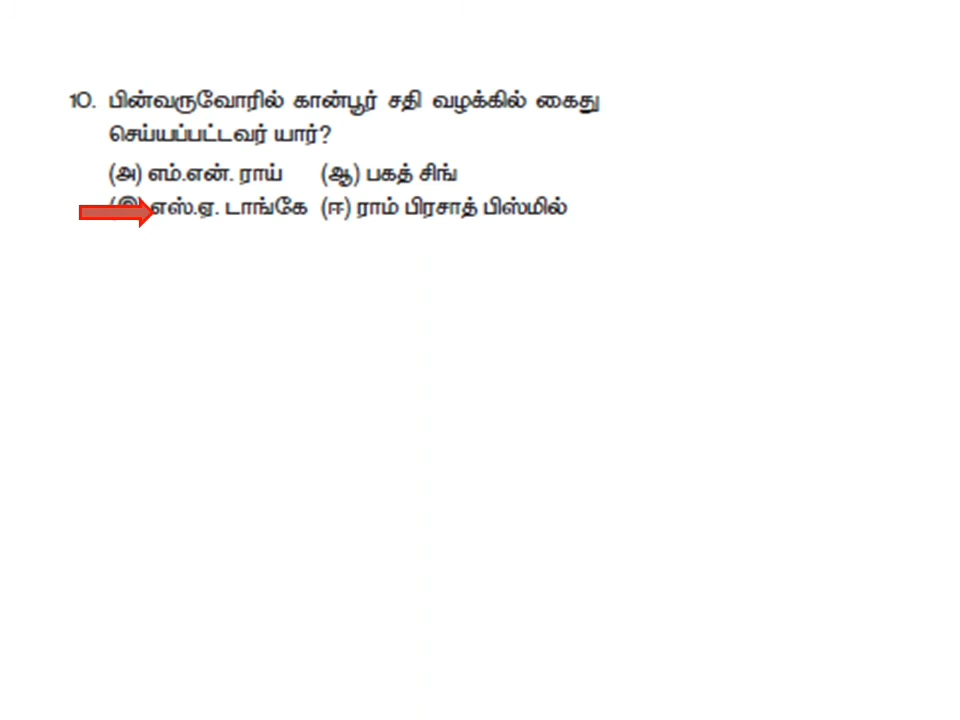 10. பின்வருவோரில் கான்பூர் சதி வழக்கில் கைது
செய்யப்பட்டவர் யார்?
(அ) எம்.என். ராய் (ஆ) பகத் சிங்
(இ) எஸ்.ஏ. டாங்கே (ஈ) ராம் பிரசாத் பிஸ்மில்